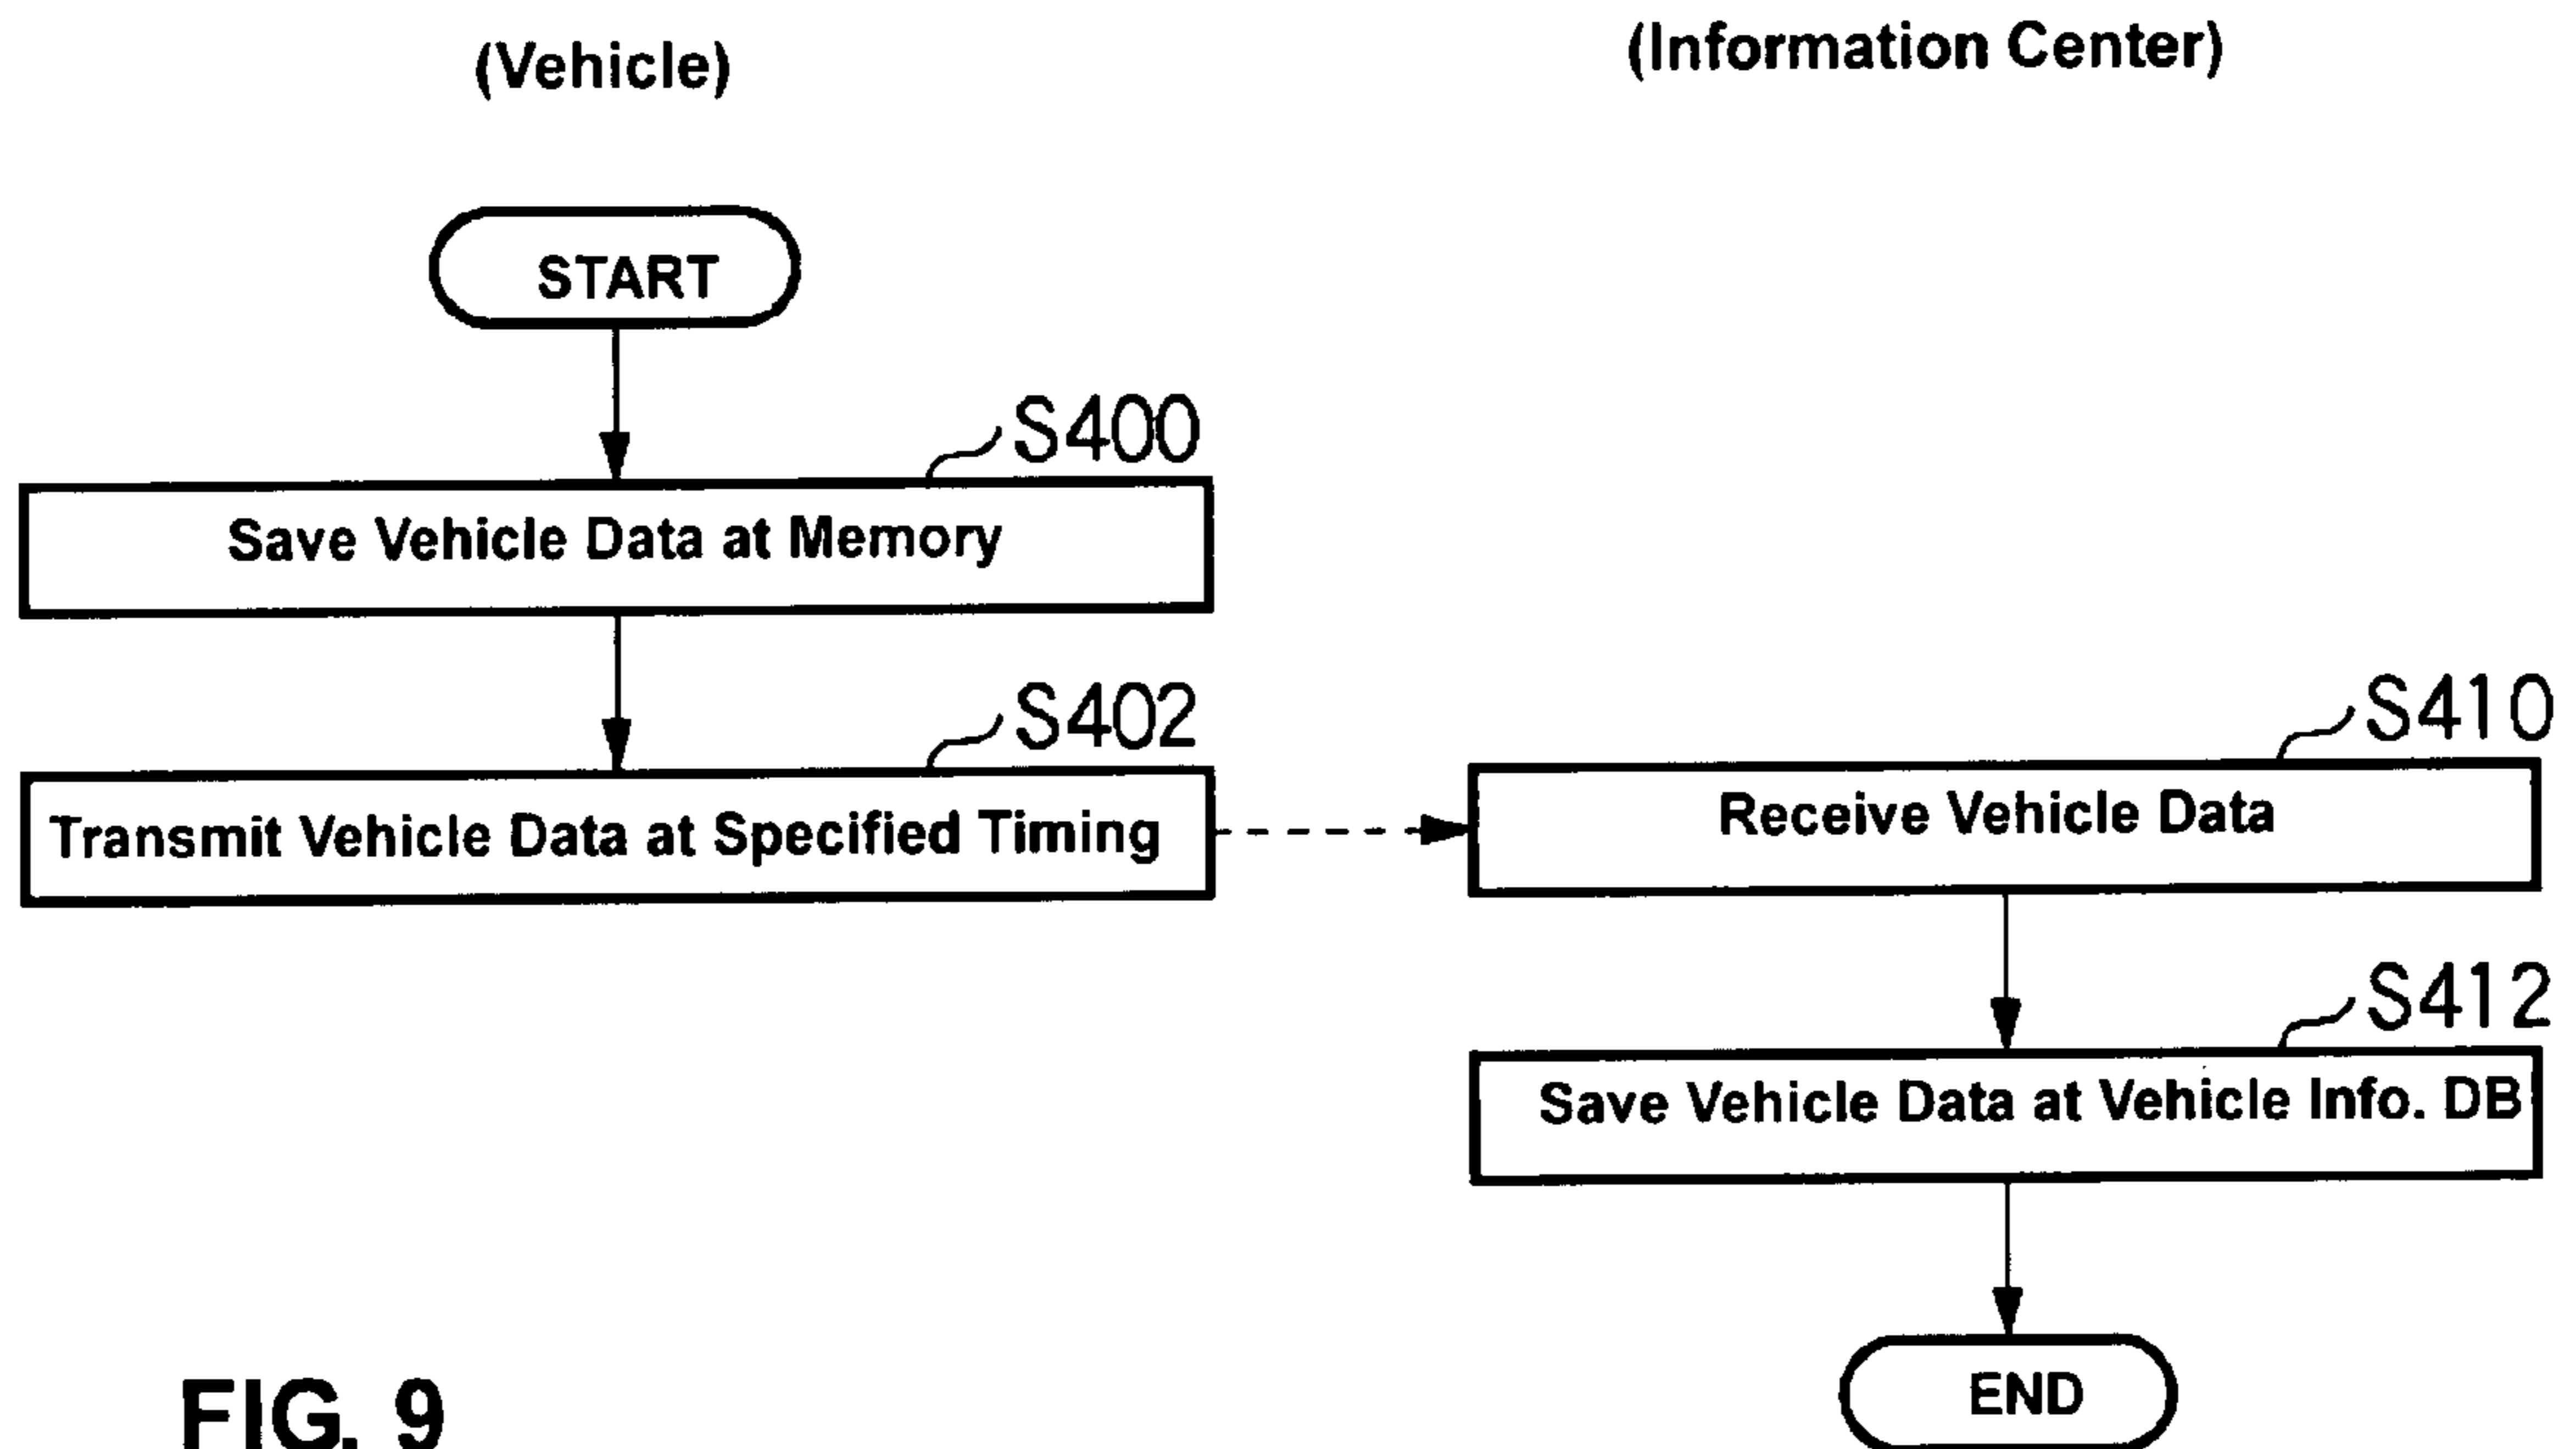 (Vehicle)
(Information Center)
START
S400
Save Vehicle Data at Memory
S402
Transmit Vehicle Data at Specified Timing
S410
Receive Vehicle Data
S412
Save Vehicle Data at Vehicle Info. DB
END
FIG. 9